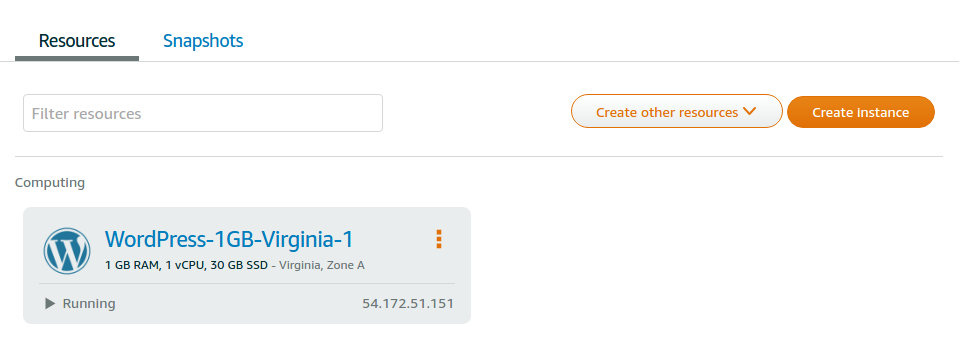 Resources Snapshots
Filter resources
Create other resources Create instance
Computing
WordPress-1GB-Virginia-1
1 GB RAM, 1 vCPU, 30 GB SSD - Virginia, Zone A
Running 54.172.51.151